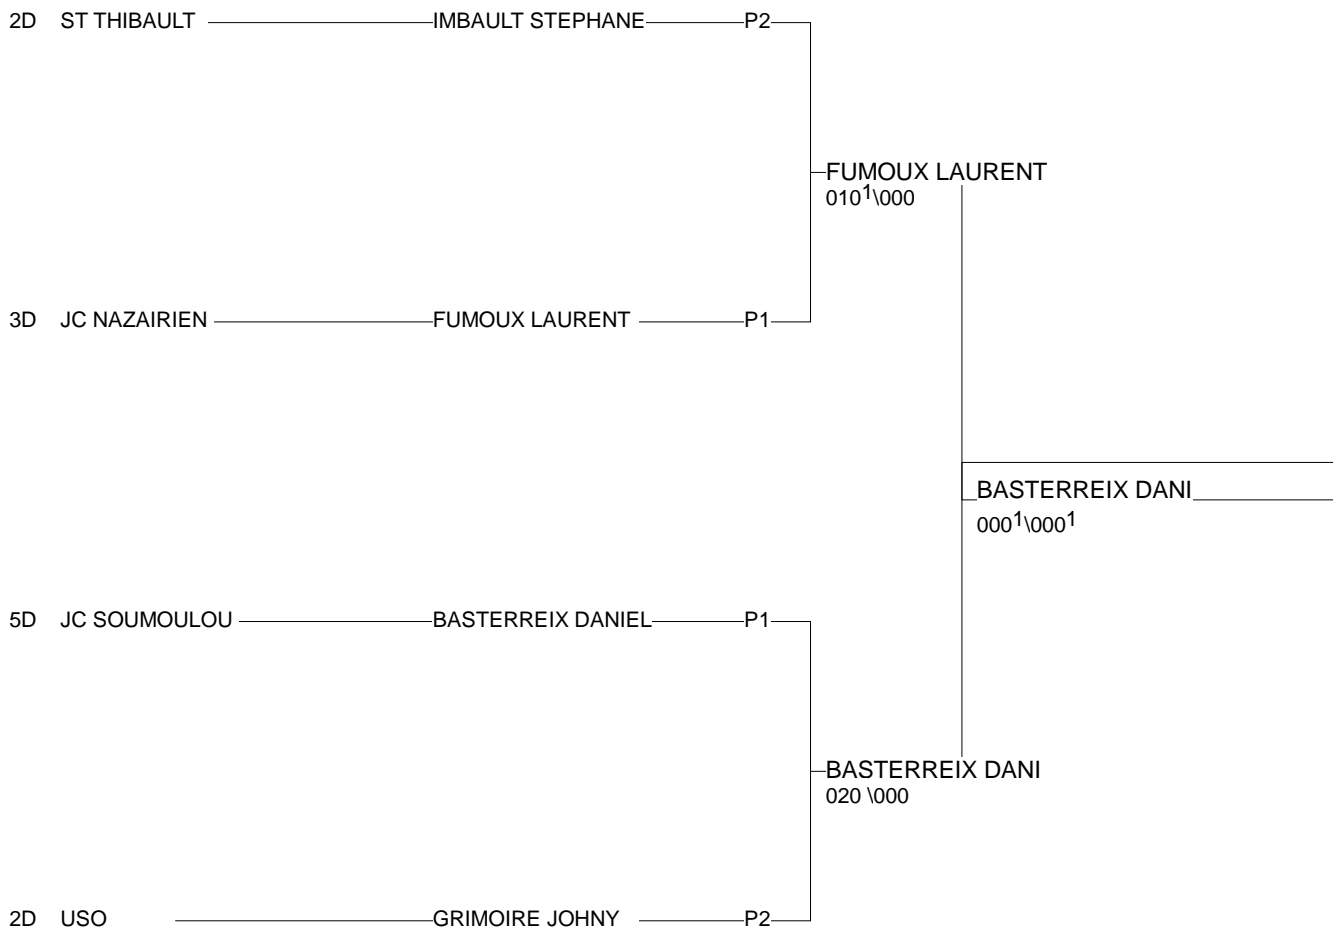 2D ST THIBAULT IMBAULT STEPHANE P2
FUMOUX LAURENT
010¹\000
3D JC NAZAIRIEN FUMOUX LAURENT P1
BASTERREIX DANI
000¹\000¹
5D JC SOUMOULOU BASTERREIX DANIEL P1
BASTERREIX DANI
020 \000
2D USO GRIMOIRE JOHNY P2